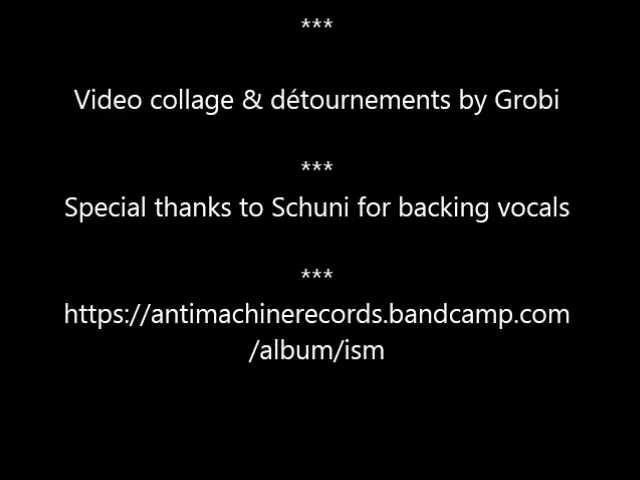 ***
Video collage & détournements by Grobi
***
Special thanks to Schuni for backing vocals
***
https://antimachinerecords.bandcamp.com
/album/ism